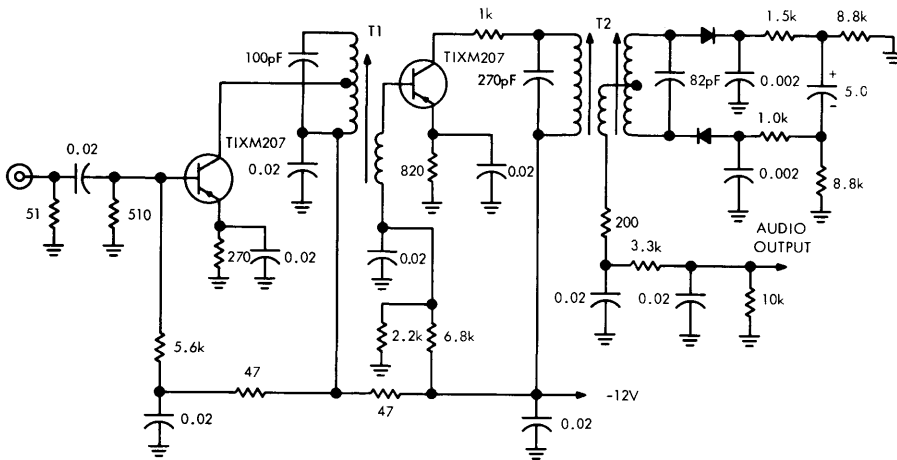 1k
T1
T2
1.5k
8.8k
100pF
TIXM207
270pF
82pF
0.002
5.0
+
-
TIXM207
1.0k
0.02
0.02
820
0.02
0.002
8.8k
51
510
270
0.02
0.02
200
AUDIO
OUTPUT
3.3k
0.02
0.02
10k
2.2k
6.8k
5.6k
47
47
-12V
0.02
0.02